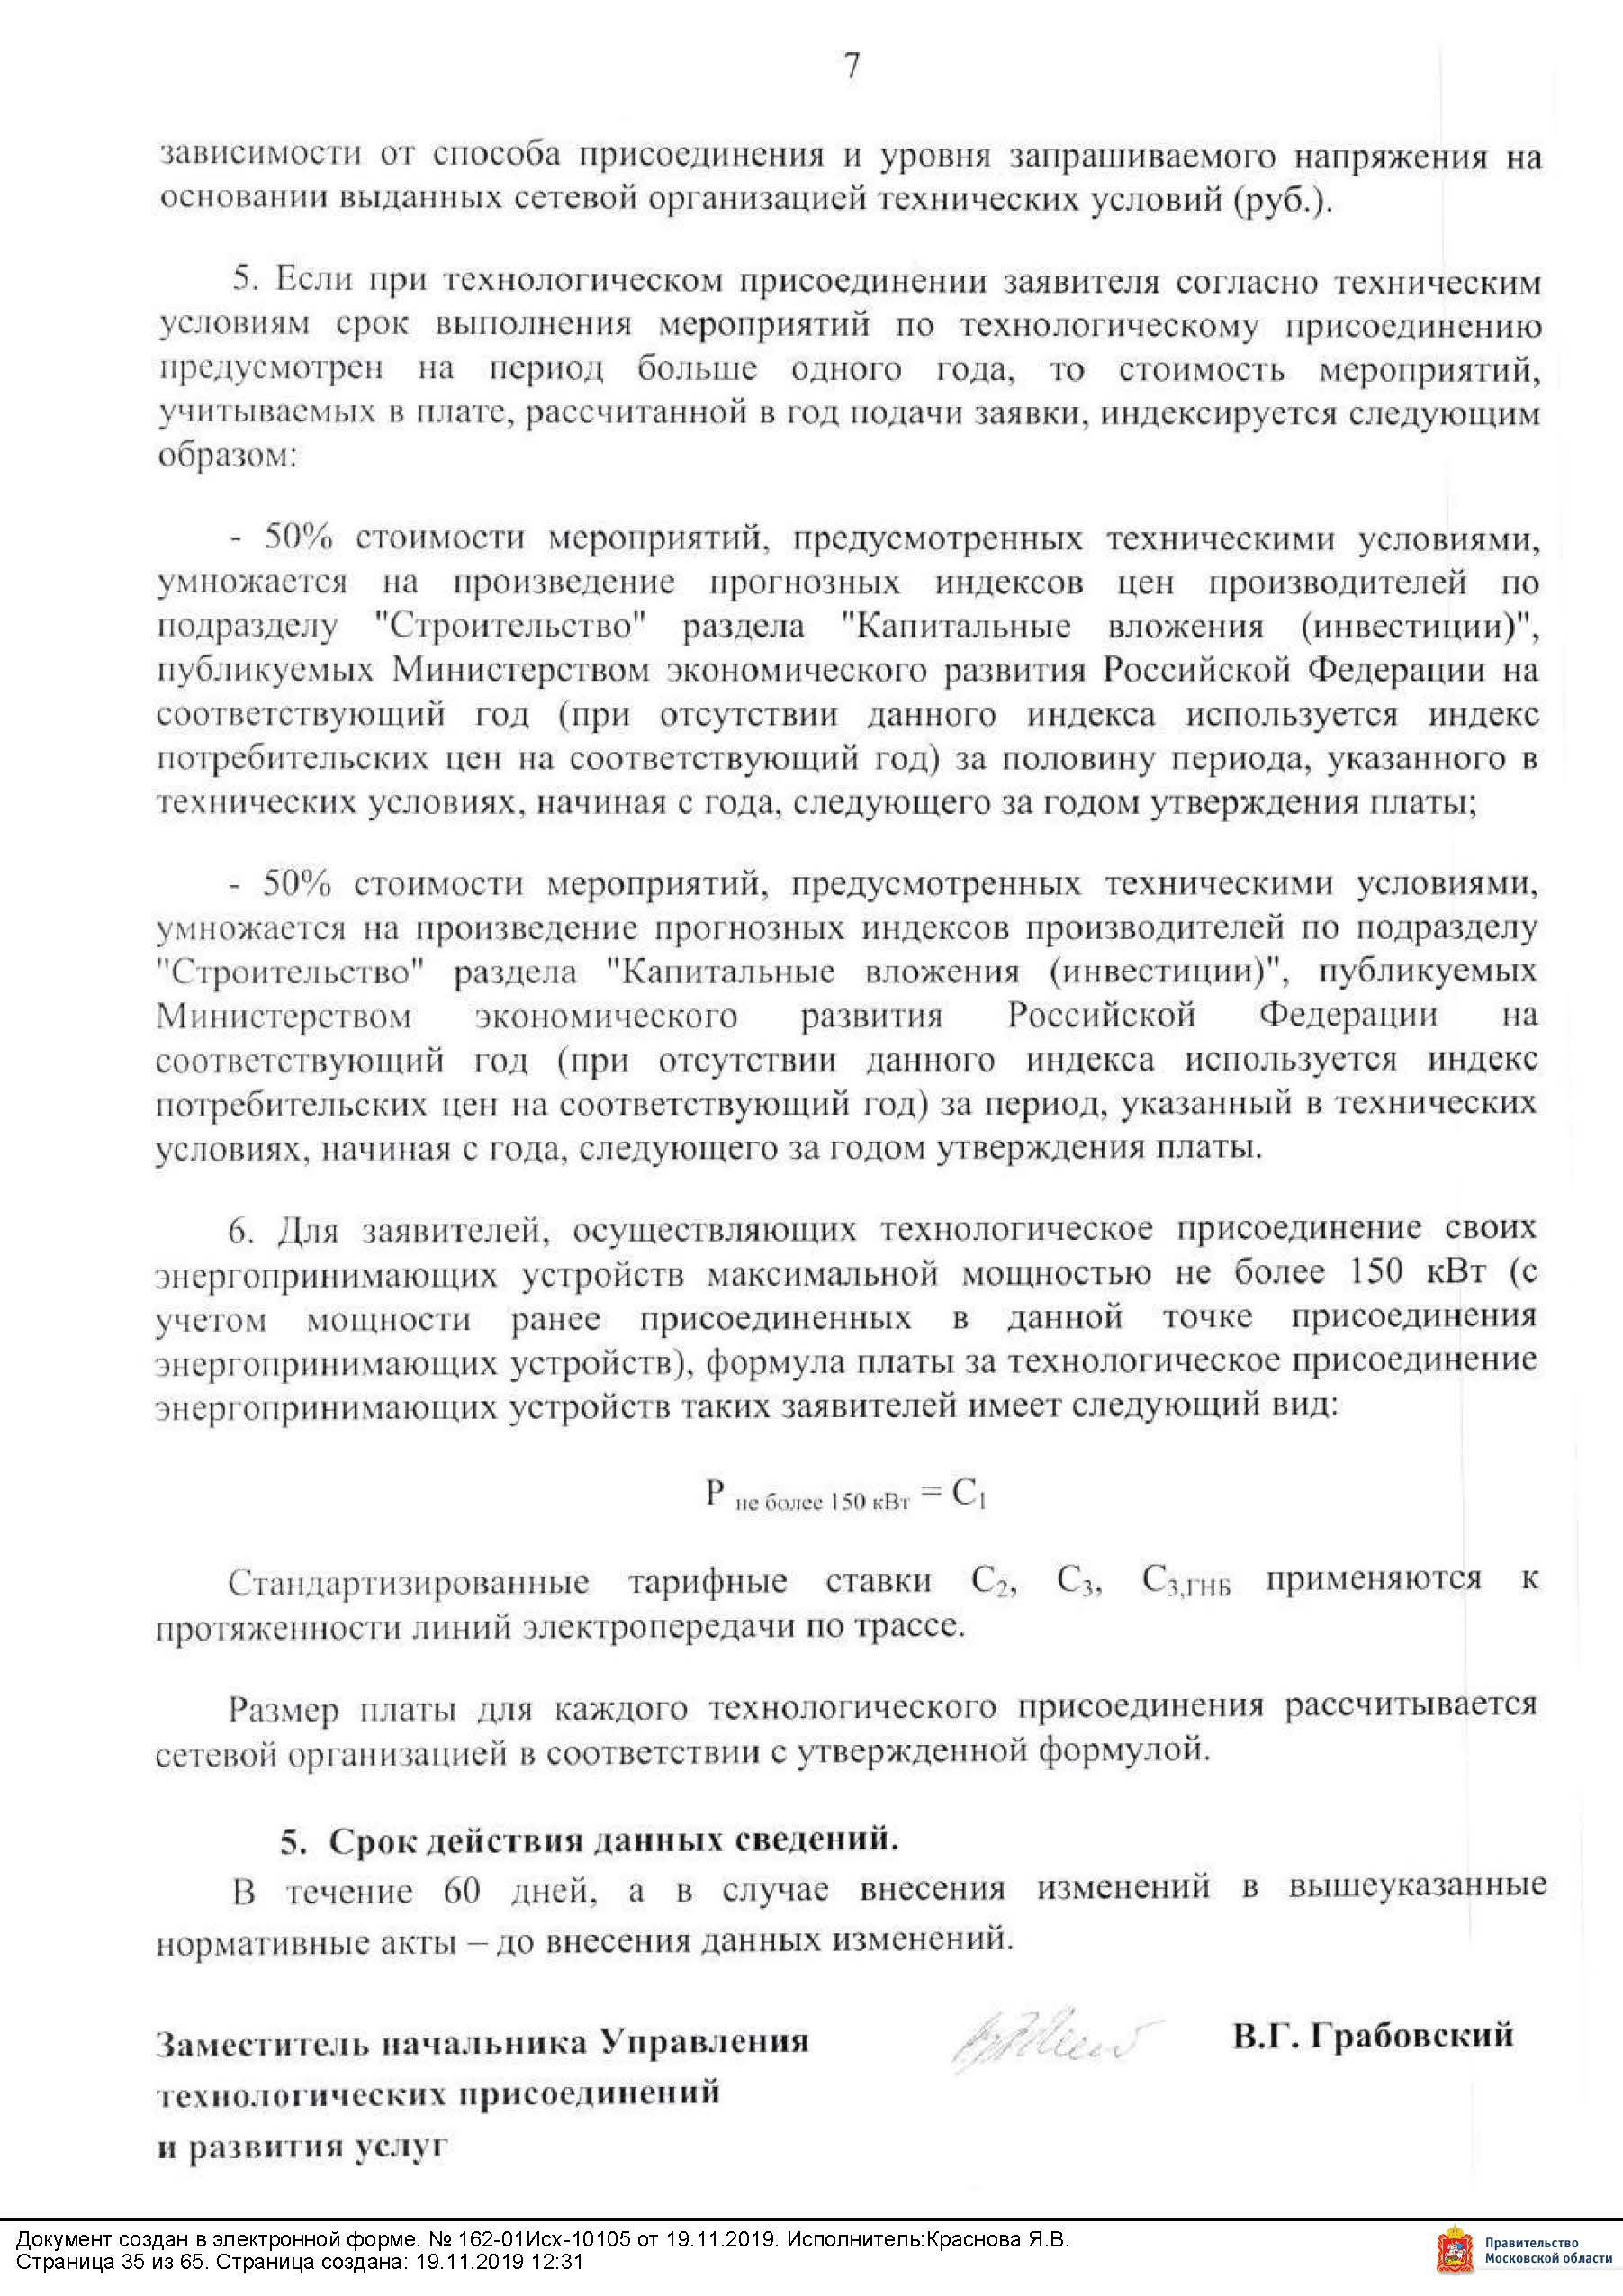 7
зависимости от способа присоединения и уровня запрашиваемого напряжения на
основании выданных сетевой организацией технических условий (руб.).
5. Если при технологическом присоединении заявителя согласно техническим
условиям срок выполнения мероприятий по технологическому присоединению
предусмотрен на период больше одного года, то стоимость мероприятий,
учитываемых в плате, рассчитанной в год подачи заявки, индексируется следующим
образом:
- 50% стоимости мероприятий, предусмотренных техническими условиями,
умножается на произведение прогнозных индексов цен производителей по
подразделу "Строительство" раздела "Капитальные вложения (инвестиции)",
публикуемых Министерством экономического развития Российской Федерации на
соответствующий год (при отсутствии данного индекса используется индекс
потребительских цен на соответствующий год) за половину периода, указанного в
технических условиях, начиная с года, следующего за годом утверждения платы;
- 50% стоимости мероприятий, предусмотренных техническими условиями,
умножается на произведение прогнозных индексов производителей по подразделу
"Строительство" раздела "Капитальные вложения (инвестиции)", публикуемых
Министерством экономического развития Российской Федерации на
соответствующий год (при отсутствии данного индекса используется индекс
потребительских цен на соответствующий год) за период, указанный в технических
условиях, начиная с года, следующего за годом утверждения платы.
6. Для заявителей, осуществляющих технологическое присоединение своих
энергопринимающих устройств максимальной мощностью не более 150 кВт (с
учетом мощности ранее присоединенных в данной точке присоединения
энергопринимающих устройств), формула платы за технологическое присоединение
энергопринимающих устройств таких заявителей имеет следующий вид:
Р не более 150 кВт = С1
Стандартизированные тарифные ставки С2, С3, С3,ГНБ применяются к
протяженности линий электропередачи по трассе.
Размер платы для каждого технологического присоединения рассчитывается
сетевой организацией в соответствии с утвержденной формулой.
5. Срок действия данных сведений.
В течение 60 дней, а в случае внесения изменений в вышеуказанные
нормативные акты – до внесения данных изменений.
Заместитель начальника Управления В.Г. Грабовский
технологических присоединений
и развития услуг
Документ создан в электронной форме. № 162-01Исх-10105 от 19.11.2019. Исполнитель:Краснова Я.В.
Страница 35 из 65. Страница создана: 19.11.2019 12:31
Правительство
Московской области